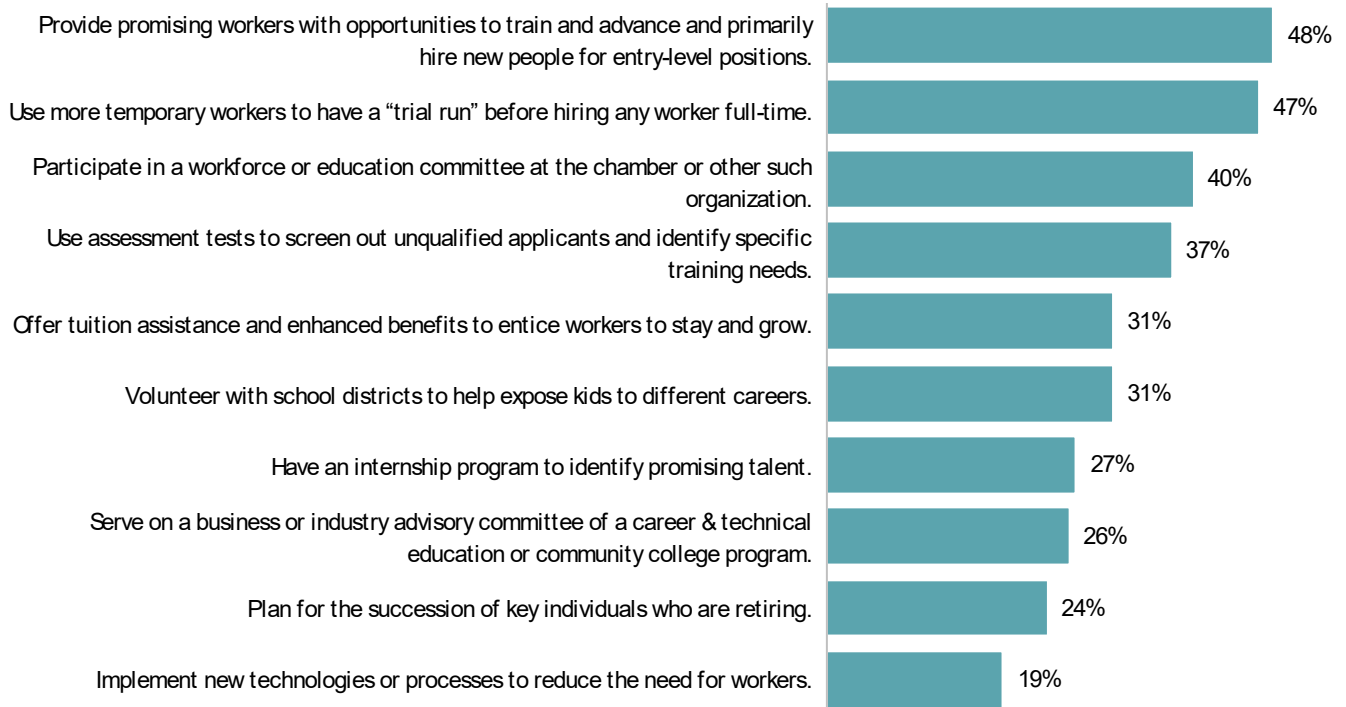 Provide promising workers with opportunities to train and advance and primarily
hire new people for entry-level positions.
48%
Use more temporary workers to have a “trial run” before hiring any worker full-time.
47%
Participate in a workforce or education committee at the chamber or other such
organization.
40%
Use assessment tests to screen out unqualified applicants and identify specific
training needs.
37%
Offer tuition assistance and enhanced benefits to entice workers to stay and grow.
31%
Volunteer with school districts to help expose kids to different careers.
31%
Have an internship program to identify promising talent.
27%
Serve on a business or industry advisory committee of a career & technical
education or community college program.
26%
Plan for the succession of key individuals who are retiring.
24%
Implement new technologies or processes to reduce the need for workers.
19%